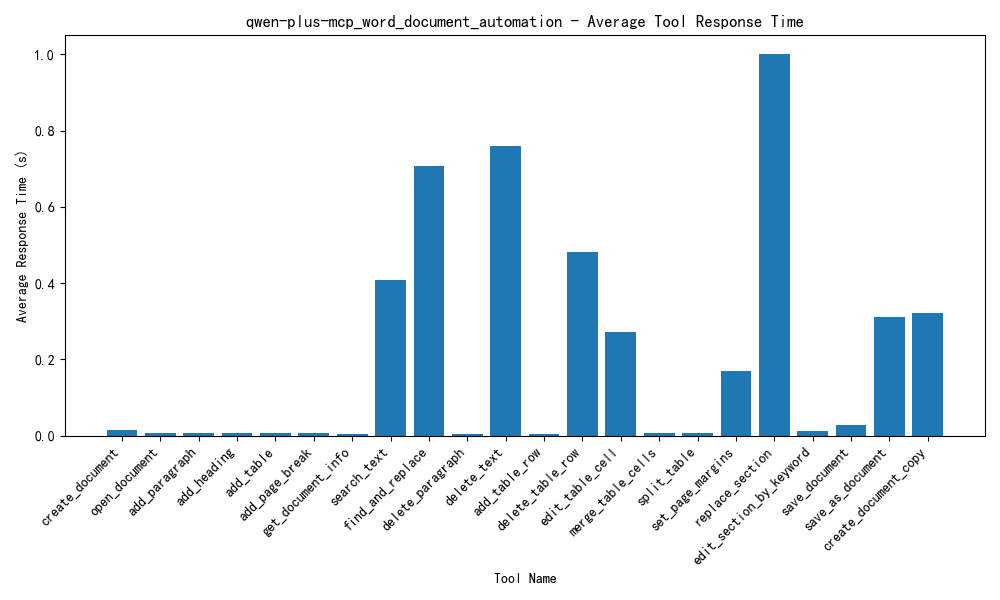 qwen-plus-mcp_word_document_automation - Average Tool Response Time
Average Response Time (s)
1.0
0.8
0.6
0.4
0.2
0.0
create_document
open_document
add_paragraph
add_heading
add_table
add_page_break
get_document_info
search_text
find_and_replace
delete_paragraph
delete_text
add_table_row
delete_table_row
edit_table_cell
merge_table_cells
split_table
set_page_margins
replace_section
edit_section_by_keyword
save_document
save_as_document
create_document_copy
Tool Name